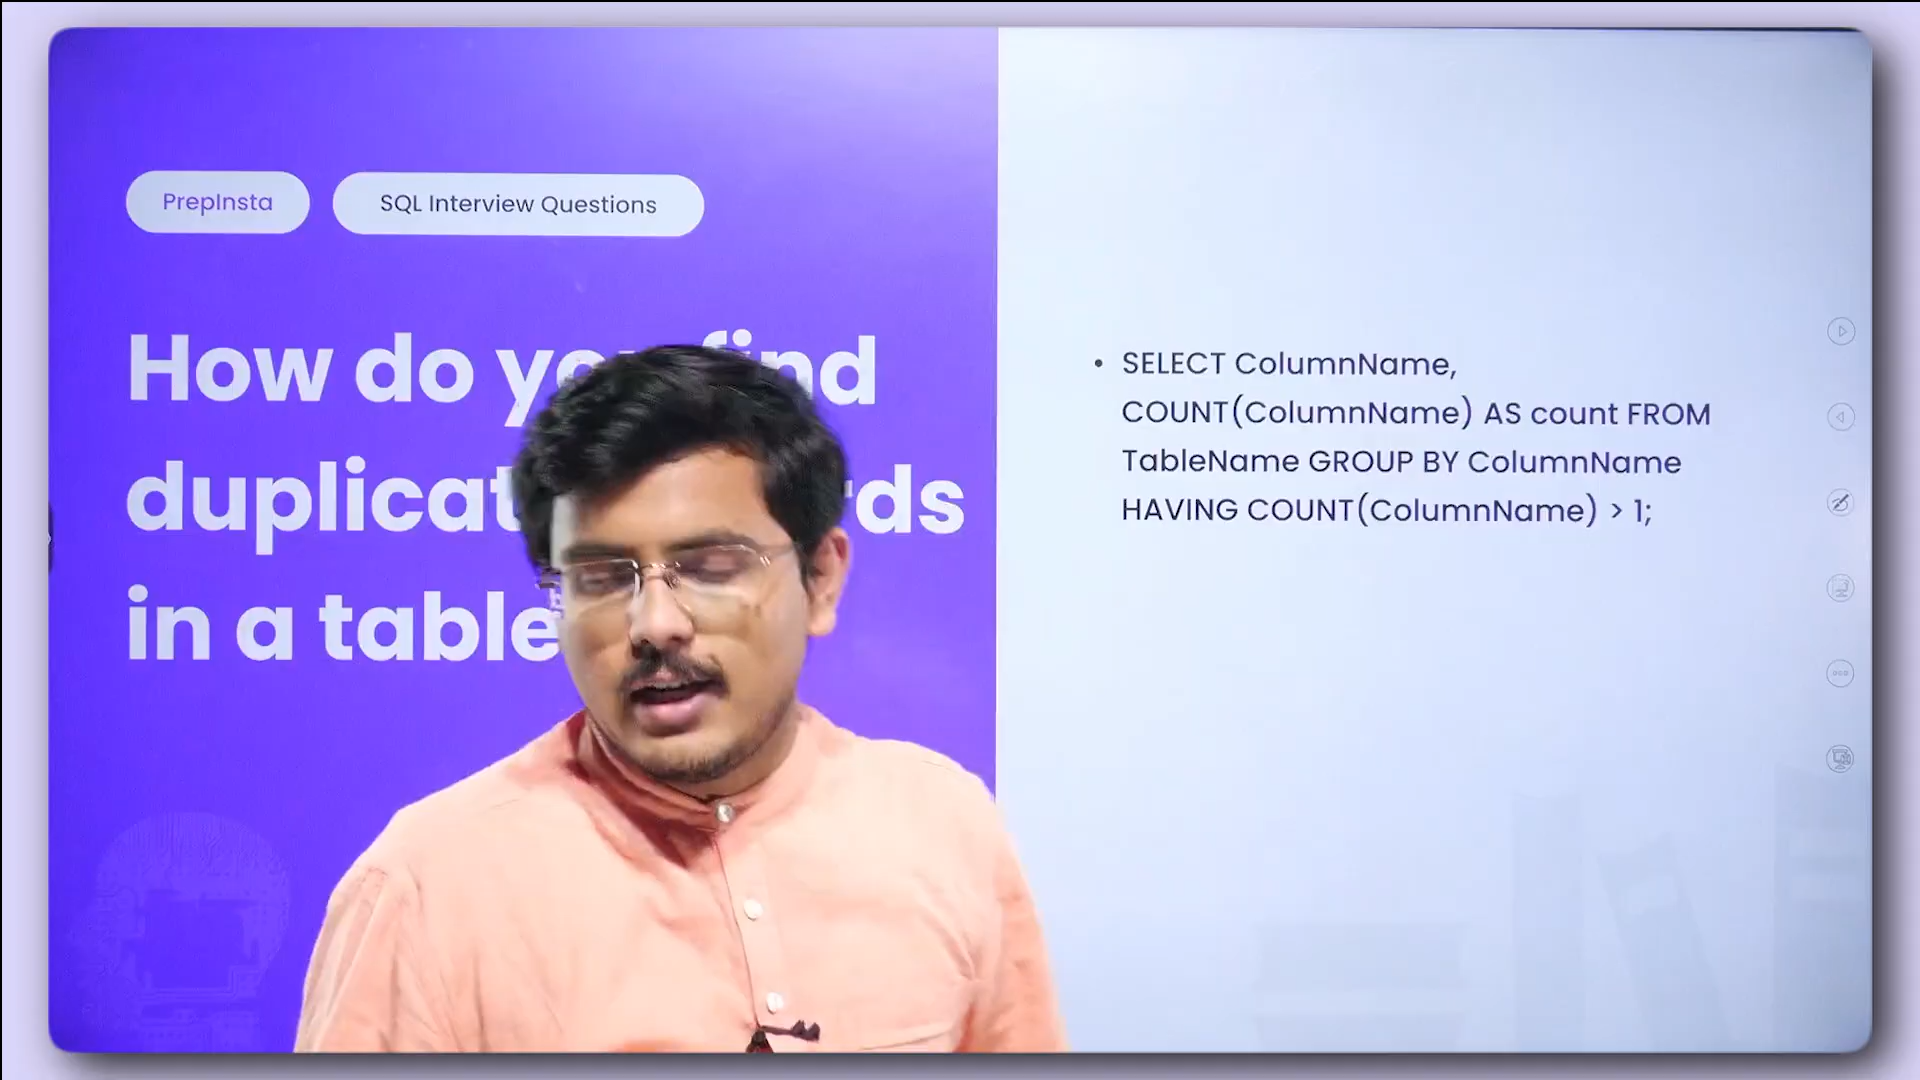 PrepInsta
SQL Interview Questions
How do find
in a table
• SELECT ColumnName,
COUNT(ColumnName) AS count FROM
TableName GROUP BY ColumnName
HAVING COUNT(ColumnName) > 1;